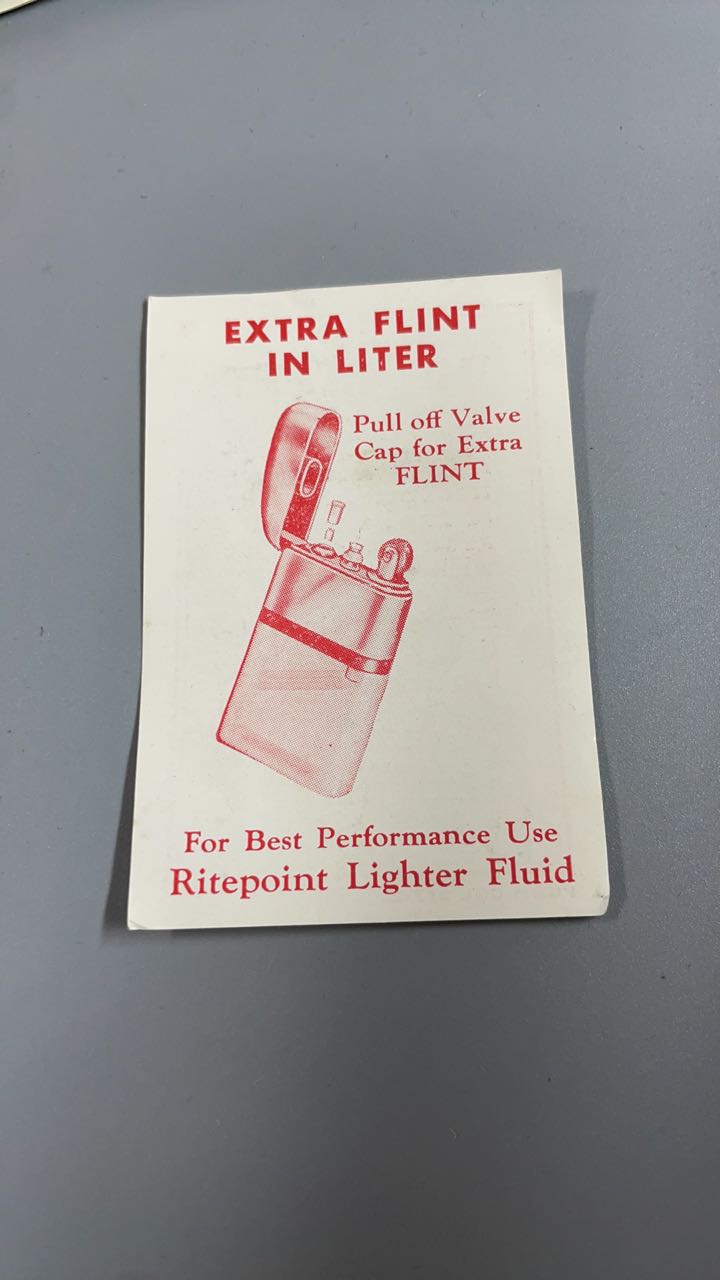 EXTRA FLINT
IN LITER
Pull off Valve
Cap for Extra
FLINT
For Best Performance Use
Ritepoint Lighter Fluid